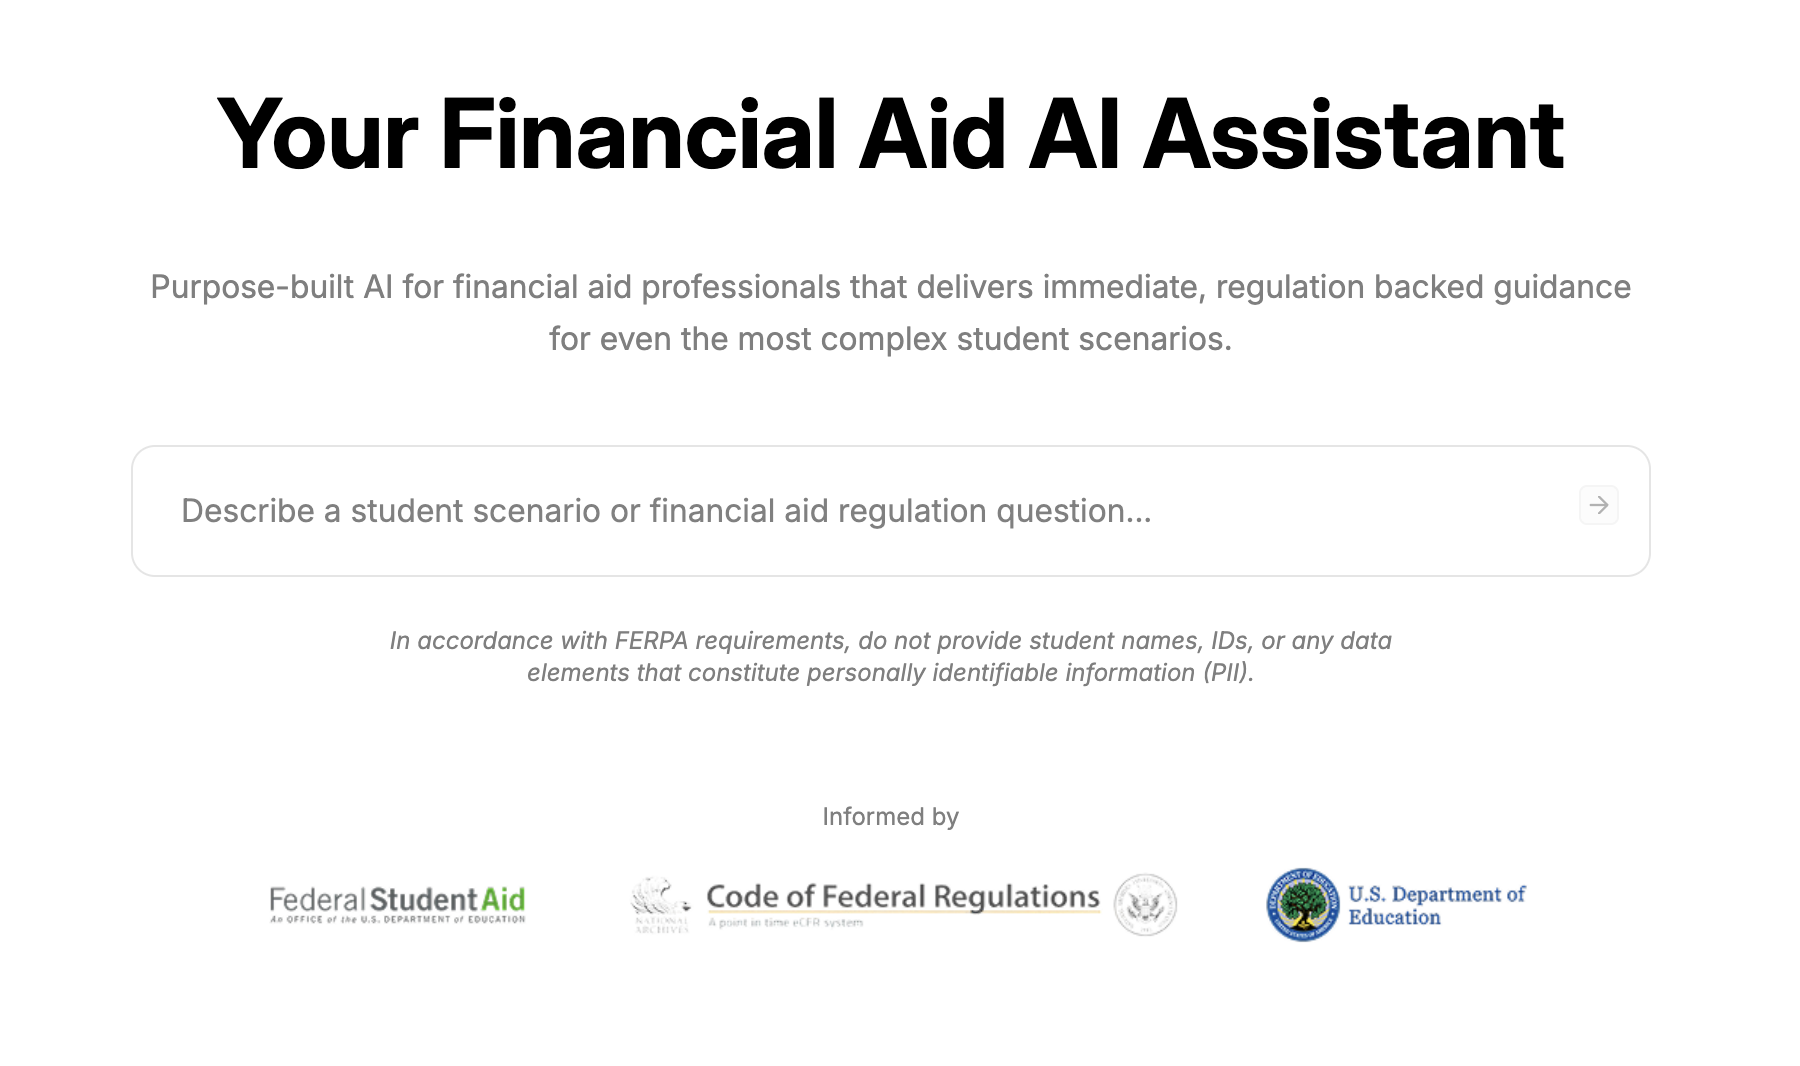 Your Financial Aid AI Assistant
Purpose-built AI for financial aid professionals that delivers immediate, regulation backed guidance
for even the most complex student scenarios.
Describe a student scenario or financial aid regulation question...
In accordance with FERPA requirements, do not provide student names, IDs, or any data
elements that constitute personally identifiable information (PII).
Informed by
Federal Student Aid
An OFFICE of the U.S. DEPARTMENT of EDUCATION
NATIONAL
ARCHIVES
Code of Federal Regulations
A point in time eCFR system
U.S. Department of
Education